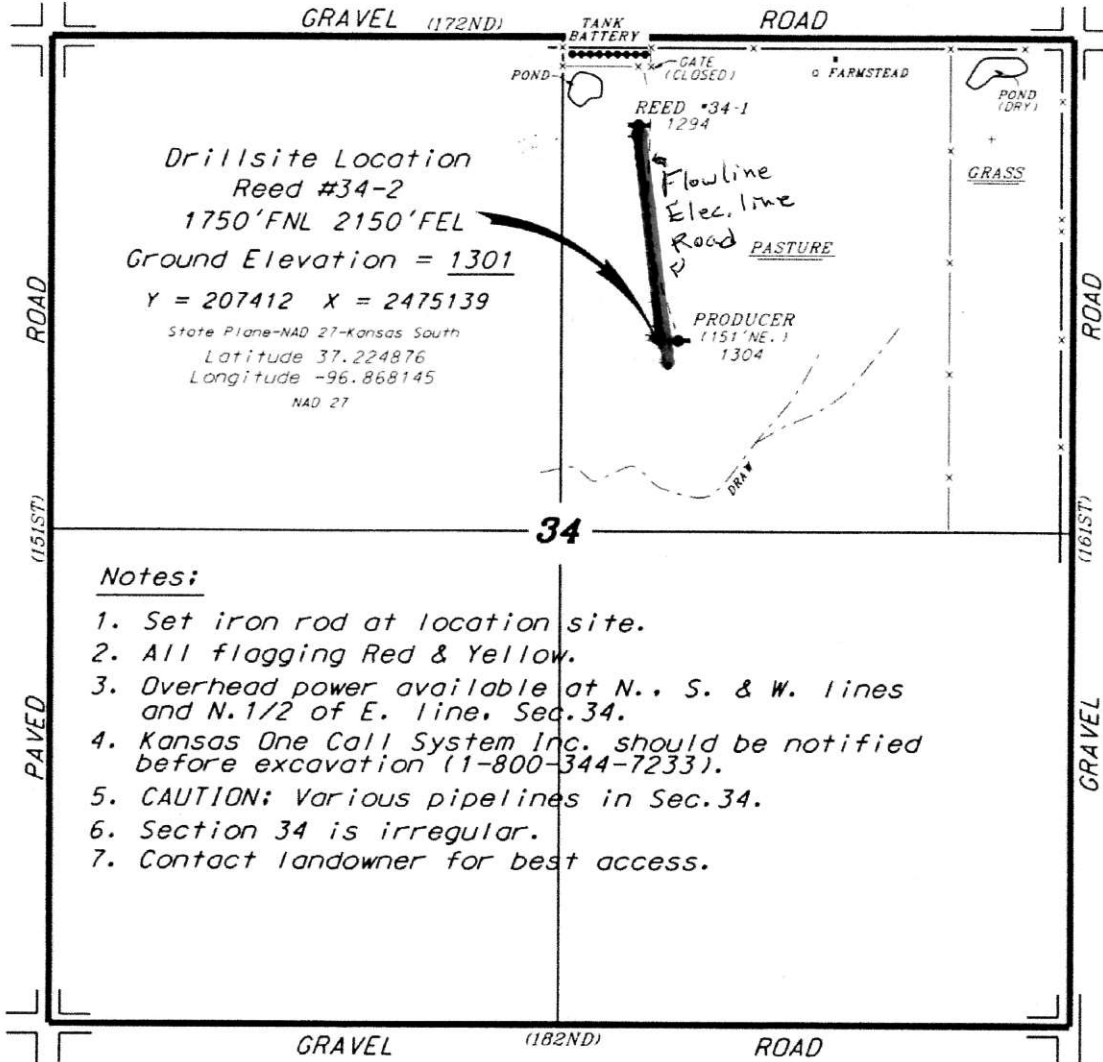 GRAVEL (172ND) ROAD
TANK
BATTERY
POND
GATE
(CLOSED)
FARMSTEAD
POND
(DRY)
REED #34-1
1294
GRASS
Drillsite Location
Reed #34-2
1750'FNL 2150'FEL
Ground Elevation = 1301
Y = 207412 X = 2475139
State Plane-NAD 27-Kansas South
Latitude 37.224876
Longitude -96.868145
NAD 27
Flowline
Elec. line
Road
PASTURE
PRODUCER
(151'NE.)
1304
DRAW
ROAD
(151ST)
PAVED
ROAD
(161ST)
GRAVEL
34
Notes:
1. Set iron rod at location site.
2. All flagging Red & Yellow.
3. Overhead power available at N., S. & W. lines
and N.1/2 of E. line, Sec.34.
4. Kansas One Call System Inc. should be notified
before excavation (1-800-344-7233).
5. CAUTION: Various pipelines in Sec.34.
6. Section 34 is irregular.
7. Contact landowner for best access.
GRAVEL (182ND) ROAD